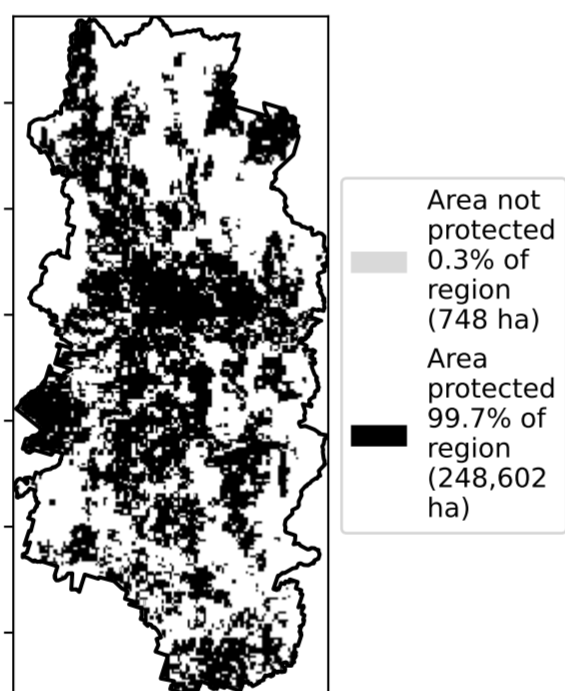 Area not
protected
0.3% of
region
(748 ha)
Area
protected
99.7% of
region
(248,602
ha)